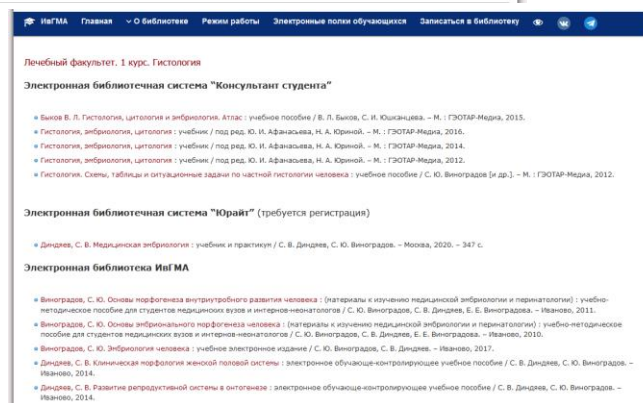 ИвГМА Главная О библиотеке Режим работы Электронные полки обучающихся Записаться в библиотеку
Лечебный факультет. 1 курс. Гистология
Электронная библиотечная система "Консультант студента"
Быков В. Л. Гистология, цитология и эмбриология. Атлас : учебное пособие / В. Л. Быков, С. И. Юшканцева. – М. : ГЭОТАР-Медиа, 2015.
Гистология, эмбриология, цитология : учебник / под ред. Ю. И. Афанасьева, Н. А. Юриной. – М. : ГЭОТАР-Медиа, 2016.
Гистология, эмбриология, цитология : учебник / под ред. Ю. И. Афанасьева, Н. А. Юриной. – М. : ГЭОТАР-Медиа, 2014.
Гистология, эмбриология, цитология : учебник / под ред. Ю. И. Афанасьева, Н. А. Юриной. – М. : ГЭОТАР-Медиа, 2012.
Гистология. Схемы, таблицы и ситуационные задачи по частной гистологии человека : учебное пособие / С. Ю. Виноградов [и др.]. – М. : ГЭОТАР-Медиа, 2012.
Электронная библиотечная система "Юрайт" (требуется регистрация)
Диндяев, С. В. Медицинская эмбриология : учебник и практикум / С. В. Диндяев, С. Ю. Виноградов. – Москва, 2020. – 347 с.
Электронная библиотека ИвГМА
Виноградов, С. Ю. Основы морфогенеза внутриутробного развития человека : (материалы к изучению медицинской эмбриологии и перинатологии) : учебно-
методическое пособие для студентов медицинских вузов и интернов-неонатологов / С. Ю. Виноградов, С. В. Диндяев, Е. Е. Виноградова. – Иваново, 2011.
Виноградов, С. Ю. Основы эмбрионального морфогенеза человека : (материалы к изучению медицинской эмбриологии и перинатологии) : учебно-методическое
пособие для студентов медицинских вузов и интернов-неонатологов / С. Ю. Виноградов, С. В. Диндяев, Е. Е. Виноградова. – Иваново, 2010.
Виноградов, С. Ю. Эмбриология человека : учебное электронное издание / С. Ю. Виноградов, С. В. Диндяев. – Иваново, 2017.
Диндяев, С. В. Клиническая морфология женской половой системы : электронное обучающе-контролирующее учебное пособие / С. В. Диндяев, С. Ю. Виноградов. –
Иваново, 2014.
Диндяев, С. В. Развитие репродуктивной системы в онтогенезе : электронное обучающе-контролирующее учебное пособие / С. В. Диндяев, С. Ю. Виноградов. –
Иваново, 2014.